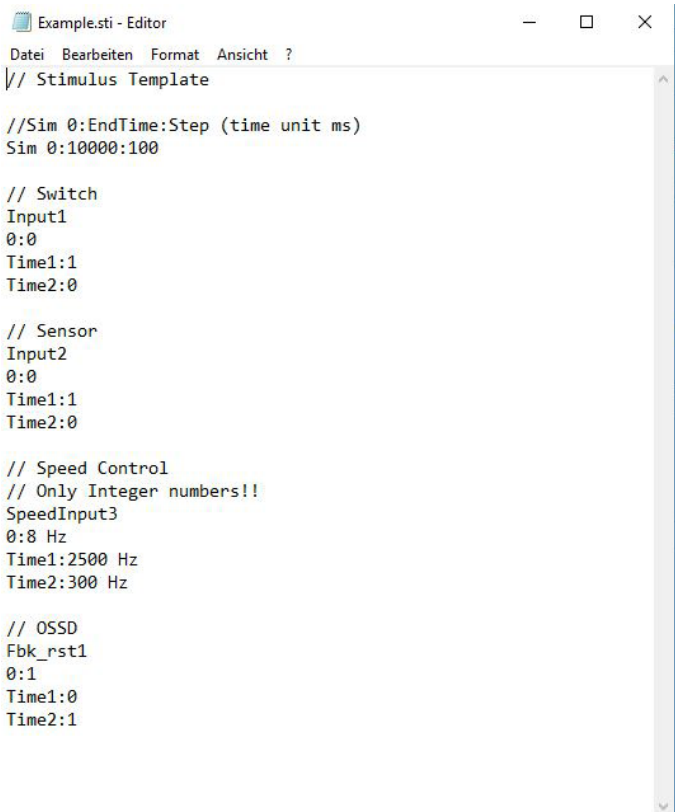 Example.sti - Editor
Datei Bearbeiten Format Ansicht ?
// Stimulus Template
//Sim 0:EndTime:Step (time unit ms)
Sim 0:10000:100
// Switch
Input1
0:0
Time1:1
Time2:0
// Sensor
Input2
0:0
Time1:1
Time2:0
// Speed Control
// Only Integer numbers!!
SpeedInput3
0:8 Hz
Time1:2500 Hz
Time2:300 Hz
// OSSD
Fbk_rst1
0:1
Time1:0
Time2:1